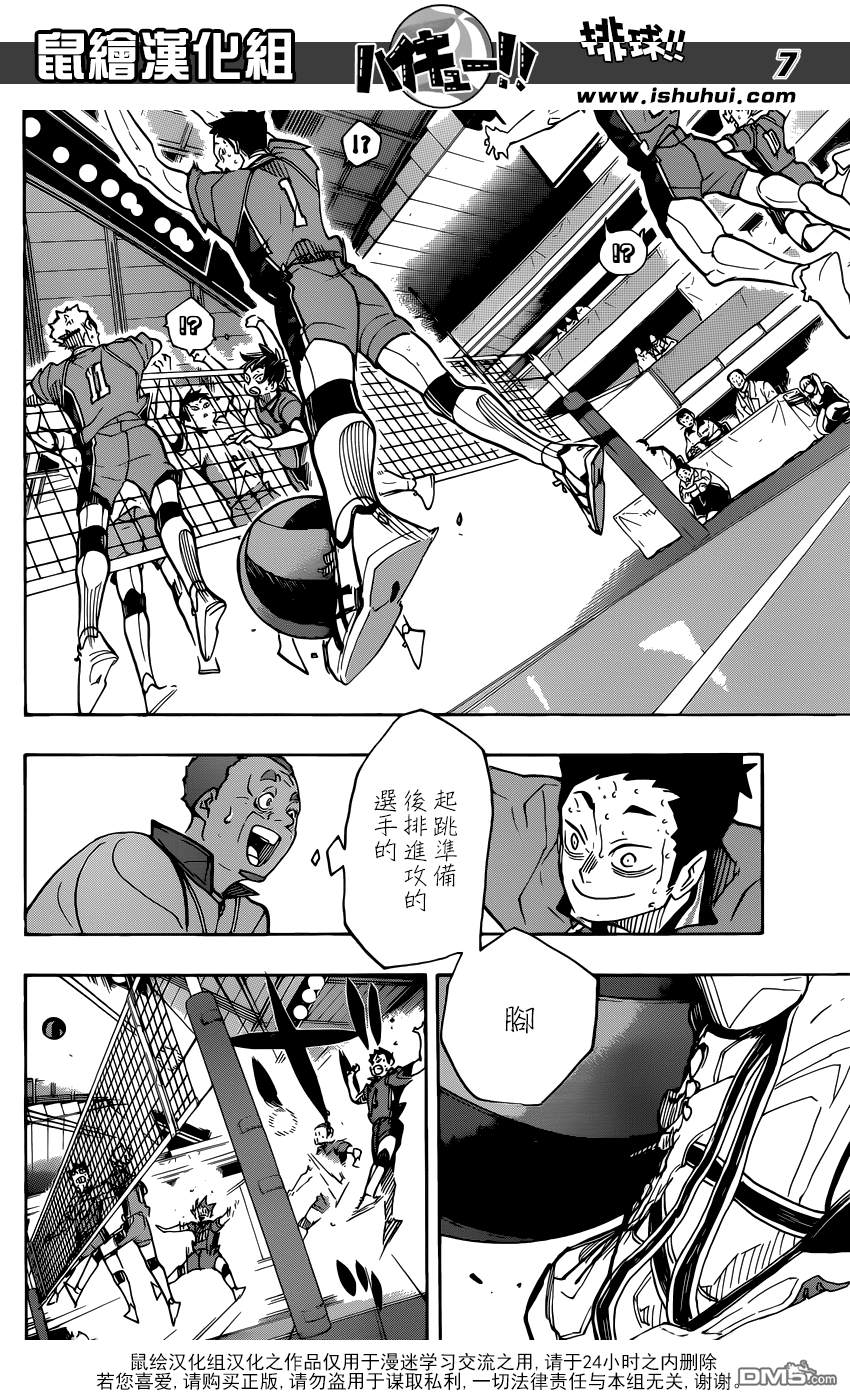 鼠繪漢化組
ハイキュー!!
排球!!
7
www.ishuhui.com
!?
!?
!?
1
11
10
起跳準備
後排進攻的
選手的
腳
鼠绘汉化组汉化之作品仅用于漫迷学习交流之用, 请于24小时之内删除
若您喜爱, 请购买正版, 请勿盗用于谋取私利, 一切法律责任与本组无关, 谢谢.
DM5.com